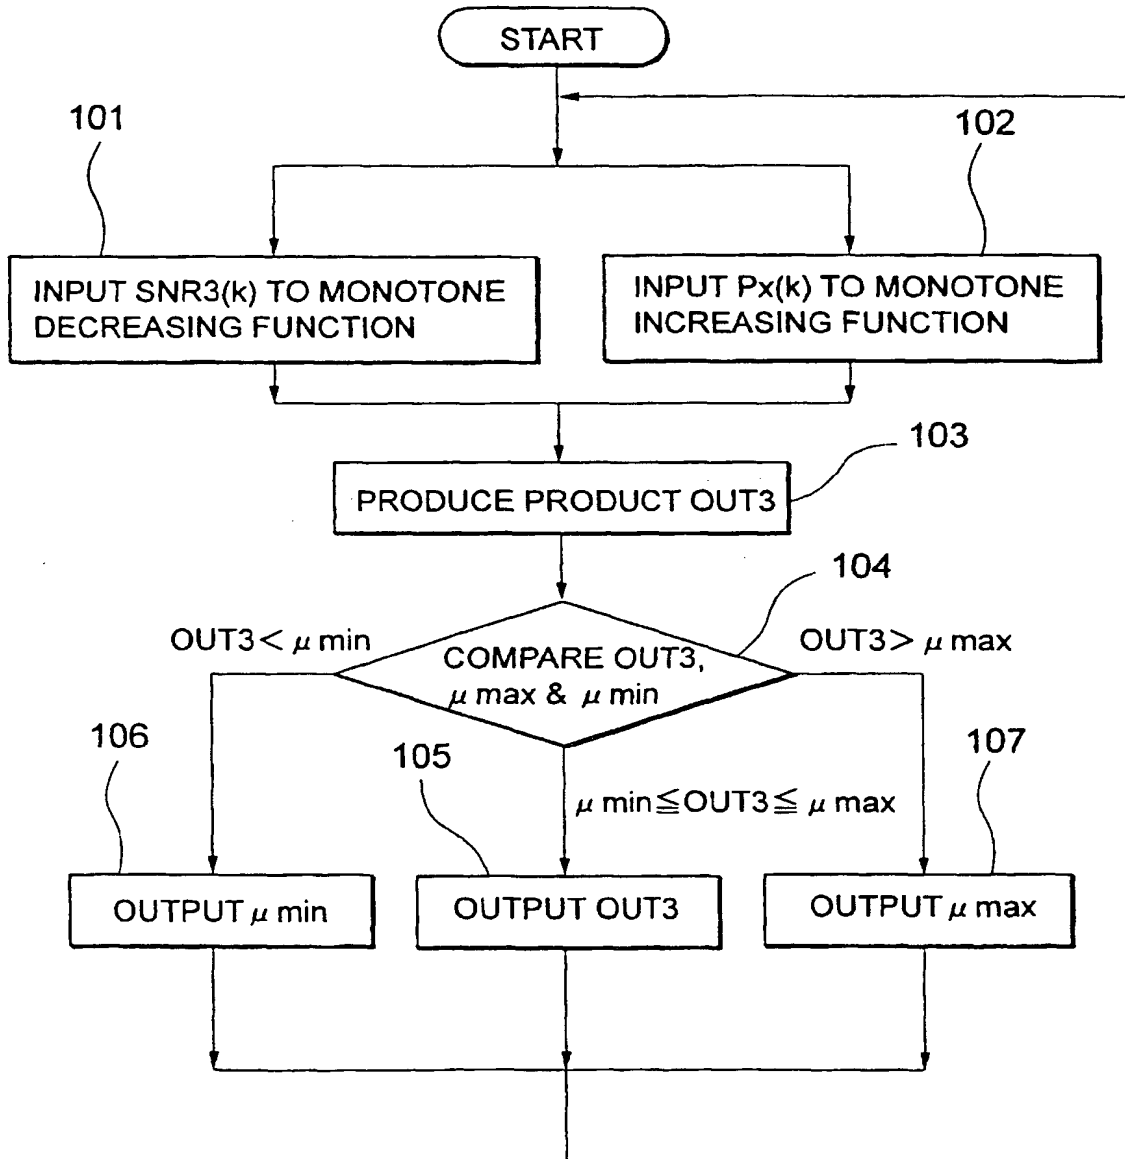 START
101
102
INPUT SNR3(k) TO MONOTONE
DECREASING FUNCTION
INPUT Px(k) TO MONOTONE
INCREASING FUNCTION
103
PRODUCE PRODUCT OUT3
104
OUT3< μ min
COMPARE OUT3,
μ max & μ min
OUT3> μ max
106
105
107
μ min≦OUT3≦ μ max
OUTPUT μ min
OUTPUT OUT3
OUTPUT μ max